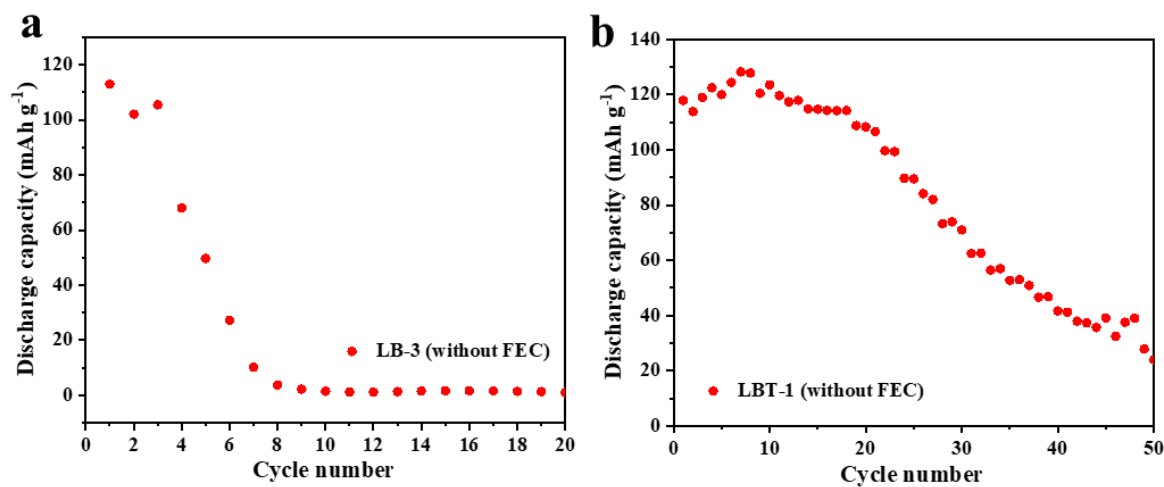 a
Discharge capacity (mAh g⁻¹)
120
100
80
60
40
20
0
LB-3 (without FEC)
0 2 4 6 8 10 12 14 16 18 20
Cycle number
b
Discharge capacity (mAh g⁻¹)
140
120
100
80
60
40
20
0
LBT-1 (without FEC)
0 10 20 30 40 50
Cycle number